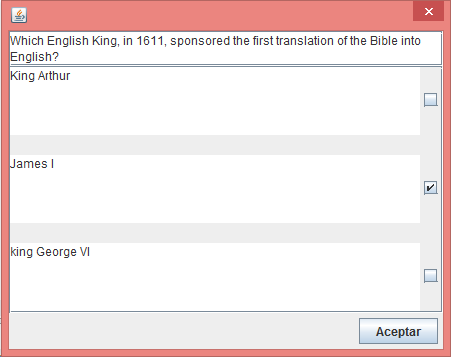 Which English King, in 1611, sponsored the first translation of the Bible into
English?
King Arthur
James I
king George VI
Aceptar